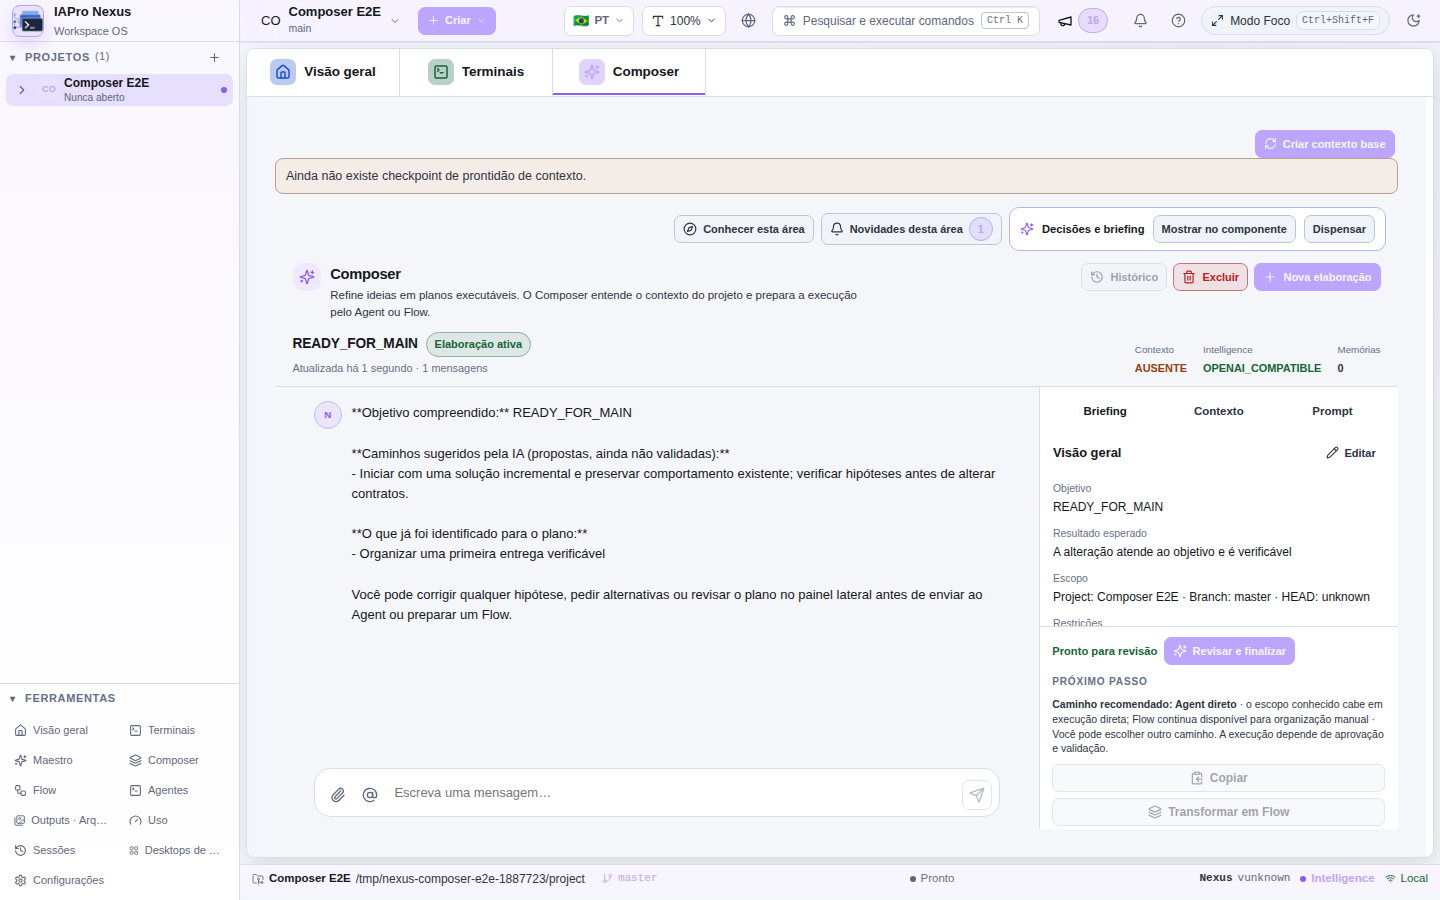 IAPro Nexus
Workspace OS
CO
Composer E2E
main
Criar
PT
100%
Pesquisar e executar comandos
Ctrl K
16
Modo Foco
Ctrl+Shift+F
PROJETOS (1)
CO
Composer E2E
Nunca aberto
Visão geral
Terminais
Composer
Criar contexto base
Ainda não existe checkpoint de prontidão de contexto.
Conhecer esta área
Novidades desta área 1
Decisões e briefing
Mostrar no componente
Dispensar
Composer
Refine ideias em planos executáveis. O Composer entende o contexto do projeto e prepara a execução
pelo Agent ou Flow.
Histórico
Excluir
Nova elaboração
READY_FOR_MAIN
Elaboração ativa
Atualizada há 1 segundo · 1 mensagens
Contexto
AUSENTE
Intelligence
OPENAI_COMPATIBLE
Memórias
0
N
**Objetivo compreendido:** READY_FOR_MAIN
**Caminhos sugeridos pela IA (propostas, ainda não validadas):**
- Iniciar com uma solução incremental e preservar comportamento existente; verificar hipóteses antes de alterar
contratos.
**O que já foi identificado para o plano:**
- Organizar uma primeira entrega verificável
Você pode corrigir qualquer hipótese, pedir alternativas ou revisar o plano no painel lateral antes de enviar ao
Agent ou preparar um Flow.
Escreva uma mensagem…
Briefing
Contexto
Prompt
Visão geral
Editar
Objetivo
READY_FOR_MAIN
Resultado esperado
A alteração atende ao objetivo e é verificável
Escopo
Project: Composer E2E · Branch: master · HEAD: unknown
Restrições
Pronto para revisão
Revisar e finalizar
PRÓXIMO PASSO
Caminho recomendado: Agent direto · o escopo conhecido cabe em
execução direta; Flow continua disponível para organização manual ·
Você pode escolher outro caminho. A execução depende de aprovação
e validação.
Copiar
Transformar em Flow
FERRAMENTAS
Visão geral
Terminais
Maestro
Composer
Flow
Agentes
Outputs · Arq…
Uso
Sessões
Desktops de …
Configurações
Composer E2E /tmp/nexus-composer-e2e-1887723/project
master
Pronto
Nexus vunknown
Intelligence
Local